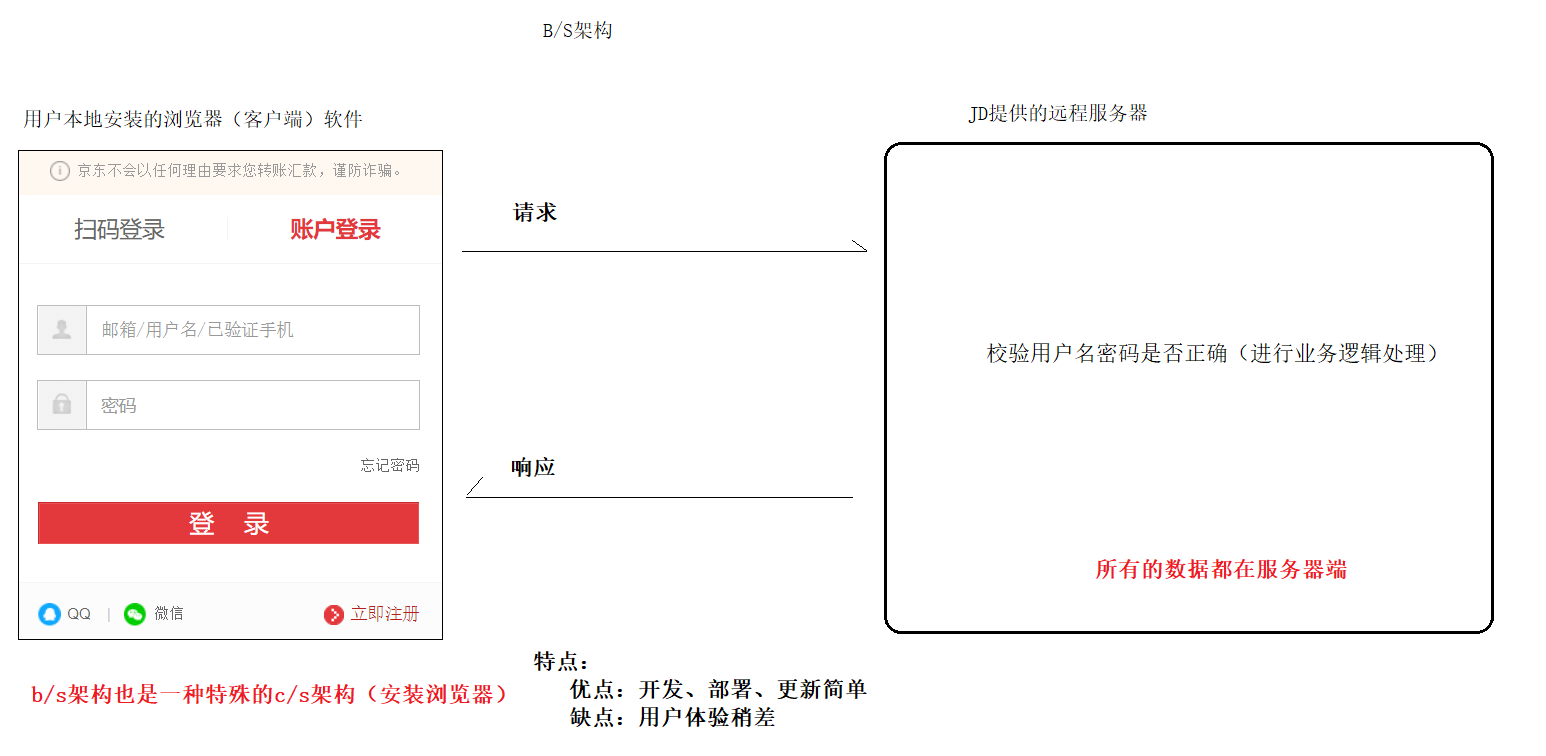 B/S架构
用户本地安装的浏览器（客户端）软件
JD提供的远程服务器
京东不会以任何理由要求您转账汇款，谨防诈骗。
扫码登录
账户登录
请求
邮箱/用户名/已验证手机
校验用户名密码是否正确（进行业务逻辑处理）
密码
忘记密码
响应
登 录
所有的数据都在服务器端
QQ | 微信
立即注册
特点：
b/s架构也是一种特殊的c/s架构（安装浏览器）
优点：开发、部署、更新简单
缺点：用户体验稍差